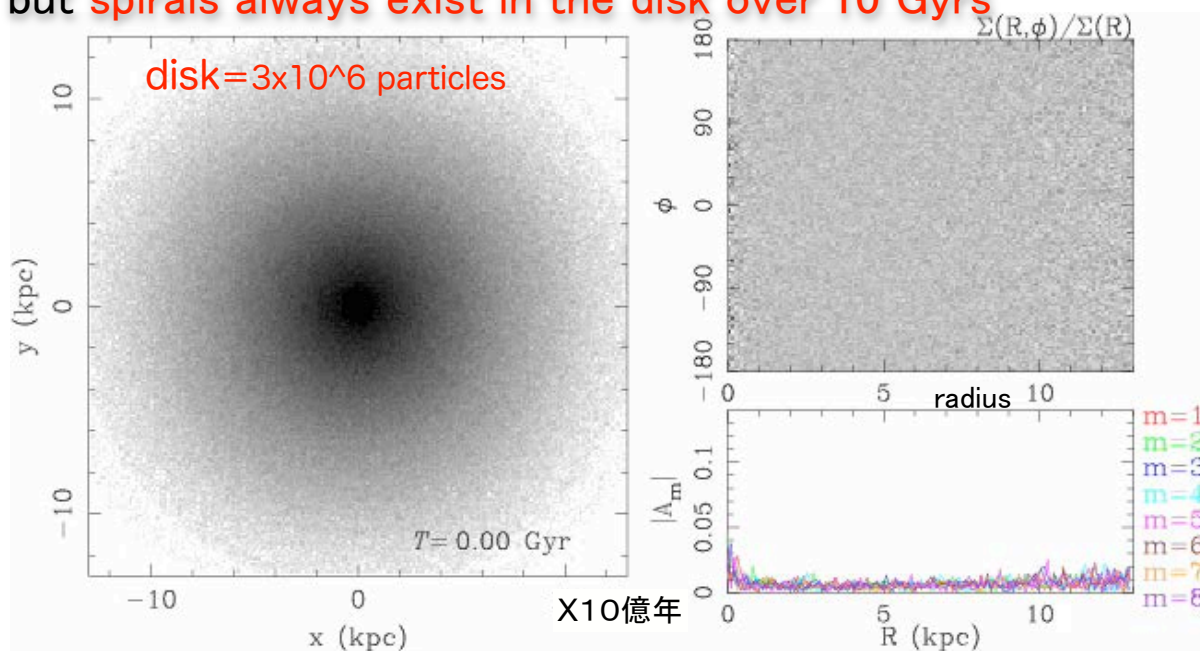 but spirals always exist in the disk over 10 Gyrs
disk=3x10^6 particles
10
0
−10
y (kpc)
T= 0.00 Gyr
−10
0
x (kpc)
X10億年
Σ(R,ϕ)/Σ(R)
180
90
0
−90
−180
ϕ
0
5
10
radius
0.1
0.05
0
|Aₘ|
m=1
m=2
m=3
m=4
m=5
m=6
m=7
m=8
0
5
10
R (kpc)